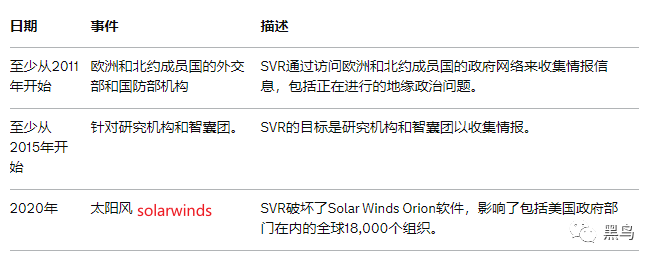 日期 事件 描述
至少从2011 欧洲和北约成员国的外交 SVR通过访问欧洲和北约成员国的政府网络来收集情报信
年开始 部和国防部机构 息，包括正在进行的地缘政治问题。
至少从 针对研究机构和智囊团。 SVR的目标是研究机构和智囊团以收集情报。
2015年开
始
2020年 太阳风 solarwinds SVR破坏了Solar Winds Orion软件，影响了包括美国政府部
门在内的全球18,000个组织。
黑鸟